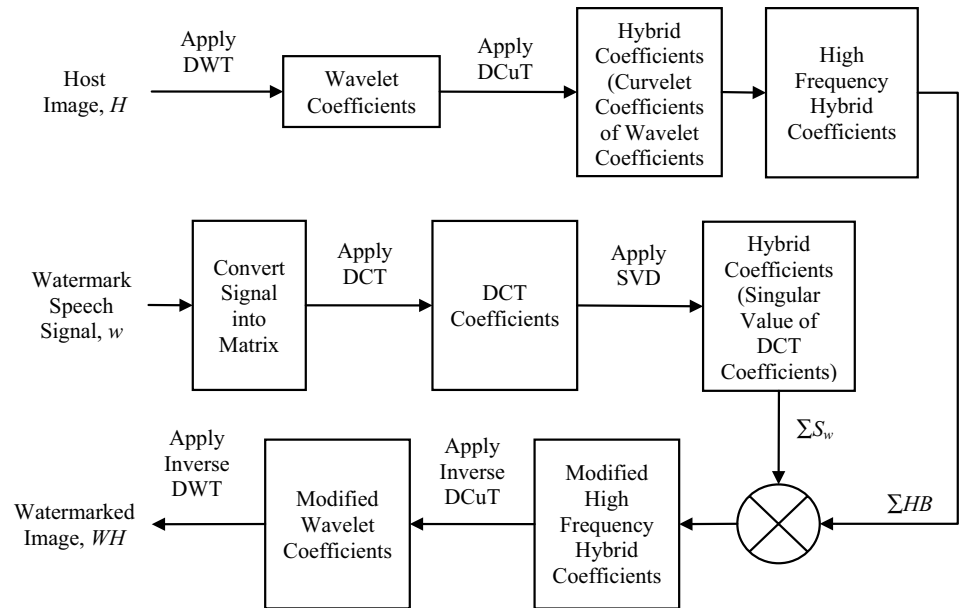 Host
Image, H
Apply
DWT
Wavelet
Coefficients
Apply
DCuT
Hybrid
Coefficients
(Curvelet
Coefficients
of Wavelet
Coefficients
High
Frequency
Hybrid
Coefficients
Watermark
Speech
Signal, w
Convert
Signal
into
Matrix
Apply
DCT
DCT
Coefficients
Apply
SVD
Hybrid
Coefficients
(Singular
Value of
DCT
Coefficients)
∑Sw
∑HB
Modified
High
Frequency
Hybrid
Coefficients
Apply
Inverse
DCuT
Modified
Wavelet
Coefficients
Apply
Inverse
DWT
Watermarked
Image, WH